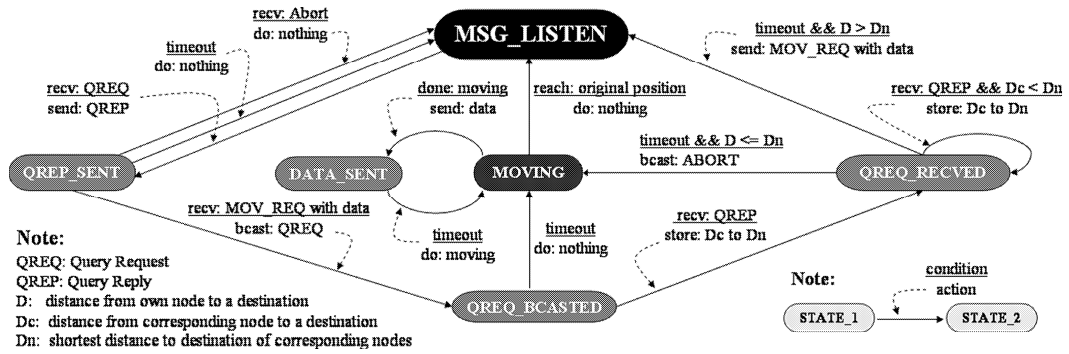 recv: Abort
do: nothing
MSG_LISTEN
timeout && D > Dn
send: MOV_REQ with data
timeout
do: nothing
recv: QREQ
send: QREP
done: moving
send: data
reach: original position
do: nothing
recv: QREP && Dc < Dn
store: Dc to Dn
timeout && D <= Dn
bcast: ABORT
QREP_SENT
DATA_SENT
MOVING
QREQ_RECVED
recv: MOV_REQ with data
bcast: QREQ
timeout
do: moving
timeout
do: nothing
recv: QREP
store: Dc to Dn
Note:
QREQ: Query Request
QREP: Query Reply
D: distance from own node to a destination
Dc: distance from corresponding node to a destination
Dn: shortest distance to destination of corresponding nodes
QREQ_BCASTED
Note:
condition
action
STATE_1
STATE_2